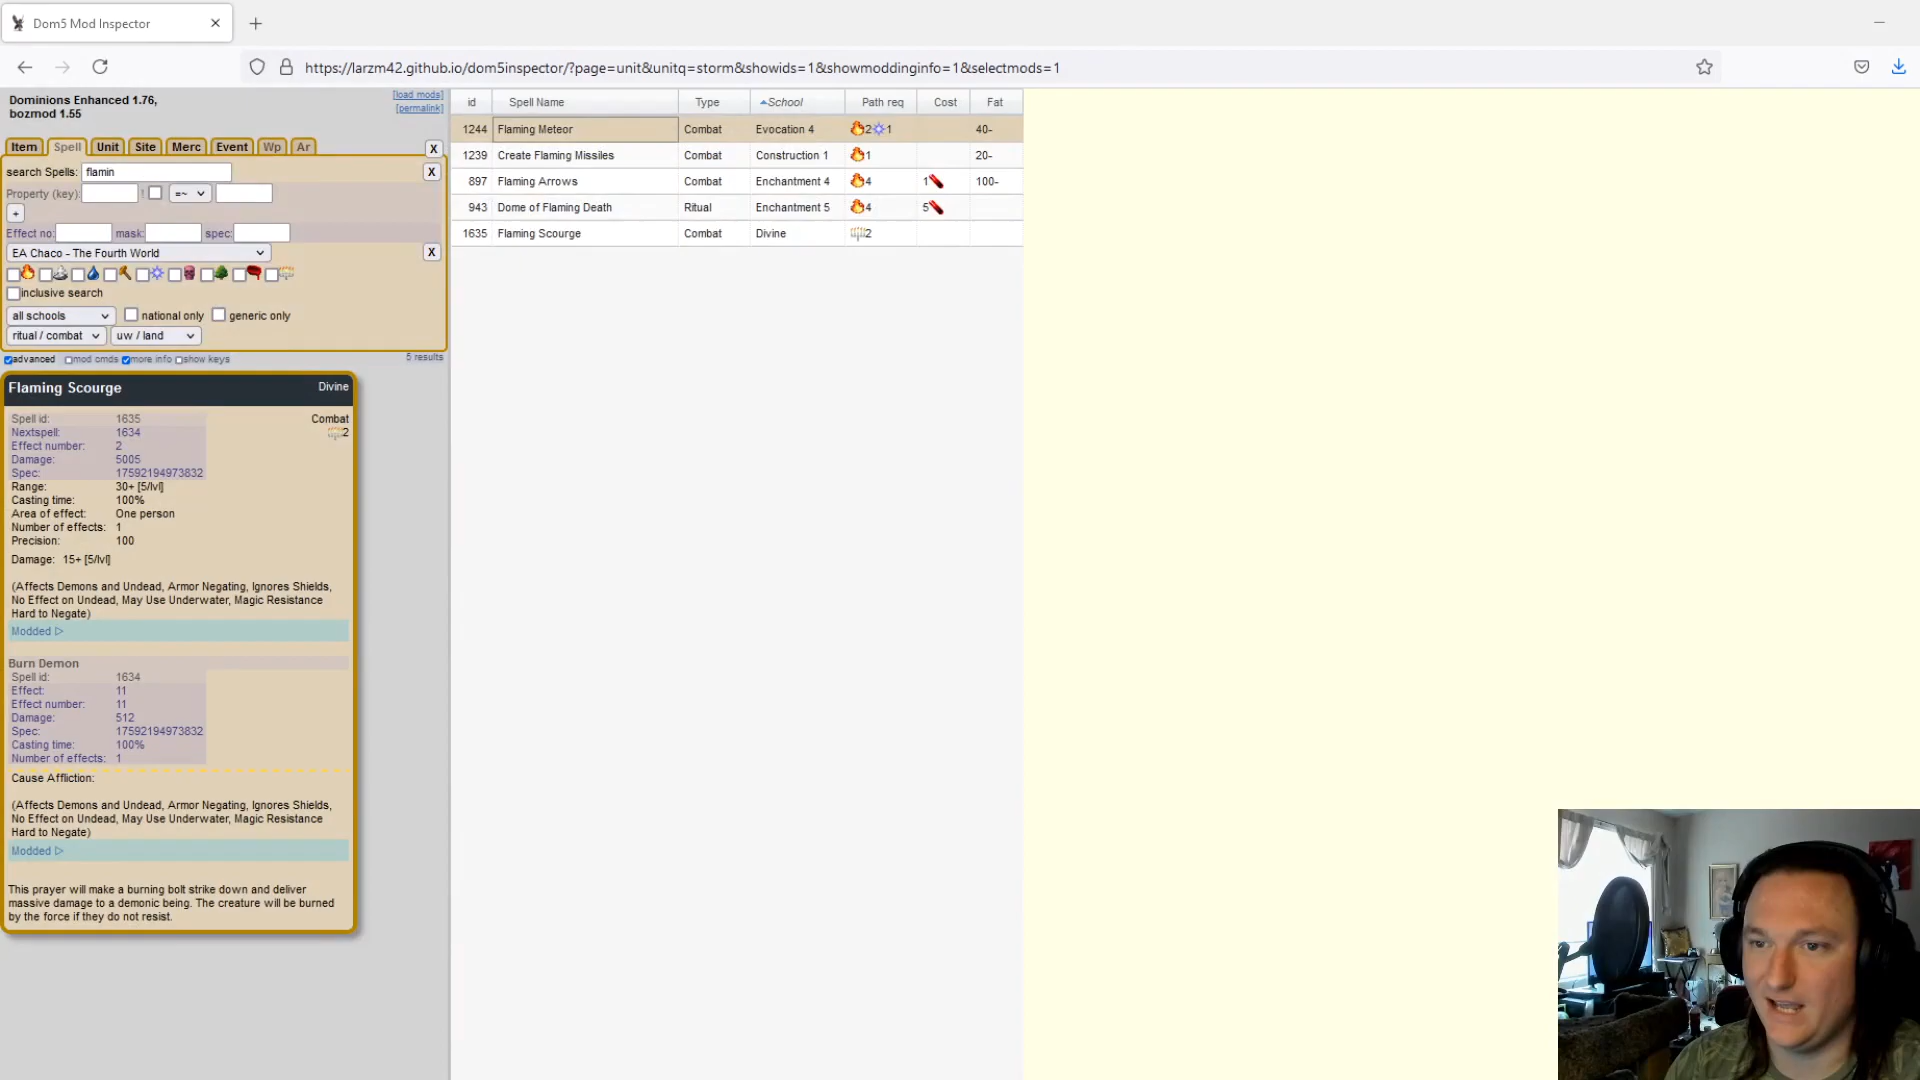 Dom5 Mod Inspector
https://larzm42.github.io/dom5inspector/?page=unit&unitq=storm&showids=1&showmoddinginfo=1&selectmods=1
Dominions Enhanced 1.76,
bozmod 1.55
[load mods]
[permalink]
Item Spell Unit Site Merc Event Wp Ar X
search Spells: flamin X
Property (key): ! =~
+
Effect no: mask: spec:
EA Chaco - The Fourth World X
inclusive search
all schools national only generic only
ritual / combat uw / land
advanced mod cmds more info show keys 5 results
Flaming Scourge Divine
Spell id: 1635 Combat
Nextspell: 1634 2
Effect number: 2
Damage: 5005
Spec: 17592194973832
Range: 30+ [5/lvl]
Casting time: 100%
Area of effect: One person
Number of effects: 1
Precision: 100
Damage: 15+ [5/lvl]
(Affects Demons and Undead, Armor Negating, Ignores Shields,
No Effect on Undead, May Use Underwater, Magic Resistance
Hard to Negate)
Modded ▷
Burn Demon
Spell id: 1634
Effect: 11
Effect number: 11
Damage: 512
Spec: 17592194973832
Casting time: 100%
Number of effects: 1
Cause Affliction:
(Affects Demons and Undead, Armor Negating, Ignores Shields,
No Effect on Undead, May Use Underwater, Magic Resistance
Hard to Negate)
Modded ▷
This prayer will make a burning bolt strike down and deliver
massive damage to a demonic being. The creature will be burned
by the force if they do not resist.
id Spell Name Type School Path req Cost Fat
1244 Flaming Meteor Combat Evocation 4 2 1 40-
1239 Create Flaming Missiles Combat Construction 1 1 20-
897 Flaming Arrows Combat Enchantment 4 4 1 100-
943 Dome of Flaming Death Ritual Enchantment 5 4 5
1635 Flaming Scourge Combat Divine 2